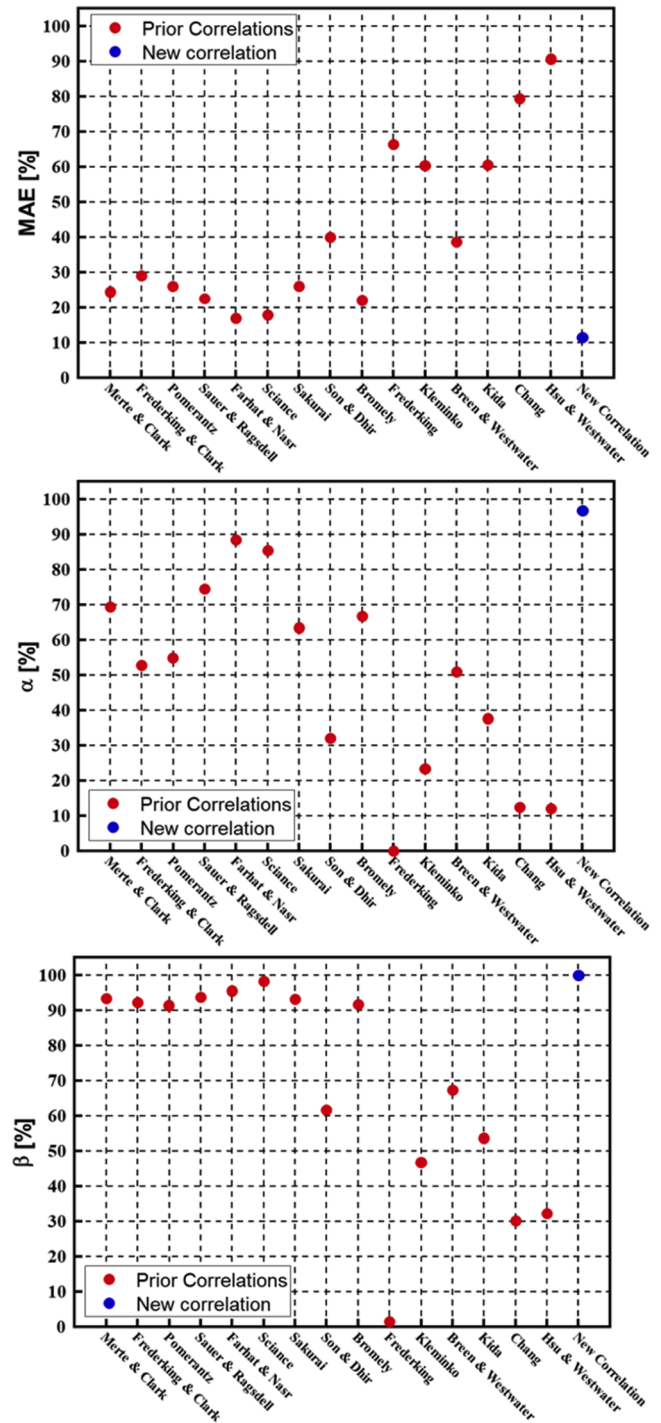 MAE [%]
100
90
80
70
60
50
40
30
20
10
0
Prior Correlations
New correlation
Merte & Clark
Frederking & Clark
Pomerantz
Sauer & Ragsdell
Farhat & Nasr
Sciance
Sakurai
Son & Dhir
Bromely
Frederking
Kleminko
Breen & Westwater
Kida
Chang
Hsu & Westwater
New Correlation
α [%]
100
90
80
70
60
50
40
30
20
10
0
Prior Correlations
New correlation
Merte & Clark
Frederking & Clark
Pomerantz
Sauer & Ragsdell
Farhat & Nasr
Sciance
Sakurai
Son & Dhir
Bromely
Frederking
Kleminko
Breen & Westwater
Kida
Chang
Hsu & Westwater
New Correlation
β [%]
100
90
80
70
60
50
40
30
20
10
0
Prior Correlations
New correlation
Merte & Clark
Frederking & Clark
Pomerantz
Sauer & Ragsdell
Farhat & Nasr
Sciance
Sakurai
Son & Dhir
Bromely
Frederking
Kleminko
Breen & Westwater
Kida
Chang
Hsu & Westwater
New Correlation